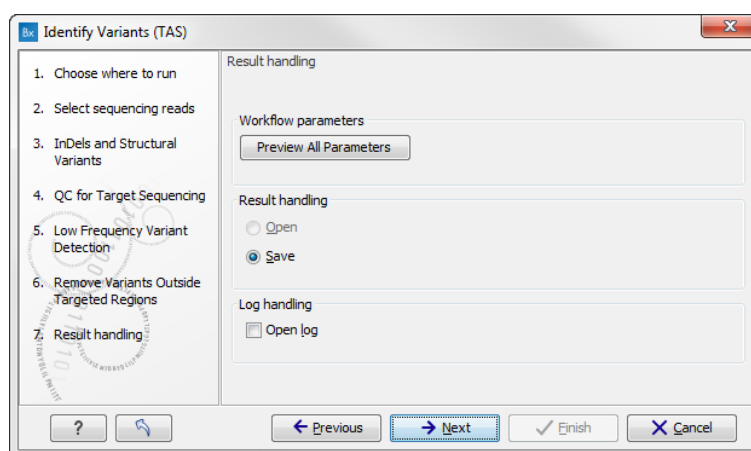 Bx Identify Variants (TAS)
1. Choose where to run
2. Select sequencing reads
3. InDels and Structural
Variants
4. QC for Target Sequencing
5. Low Frequency Variant
Detection
6. Remove Variants Outside
Targeted Regions
7. Result handling
Result handling
Workflow parameters
Preview All Parameters
Result handling
Open
Save
Log handling
Open log
?
Previous
Next
Finish
Cancel